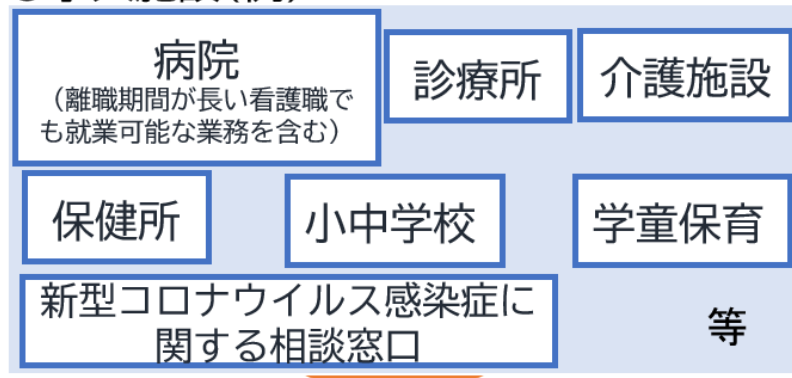 病院
（離職期間が長い看護職で
も就業可能な業務を含む）
診療所
介護施設
保健所
小中学校
学童保育
新型コロナウイルス感染症に
関する相談窓口
等